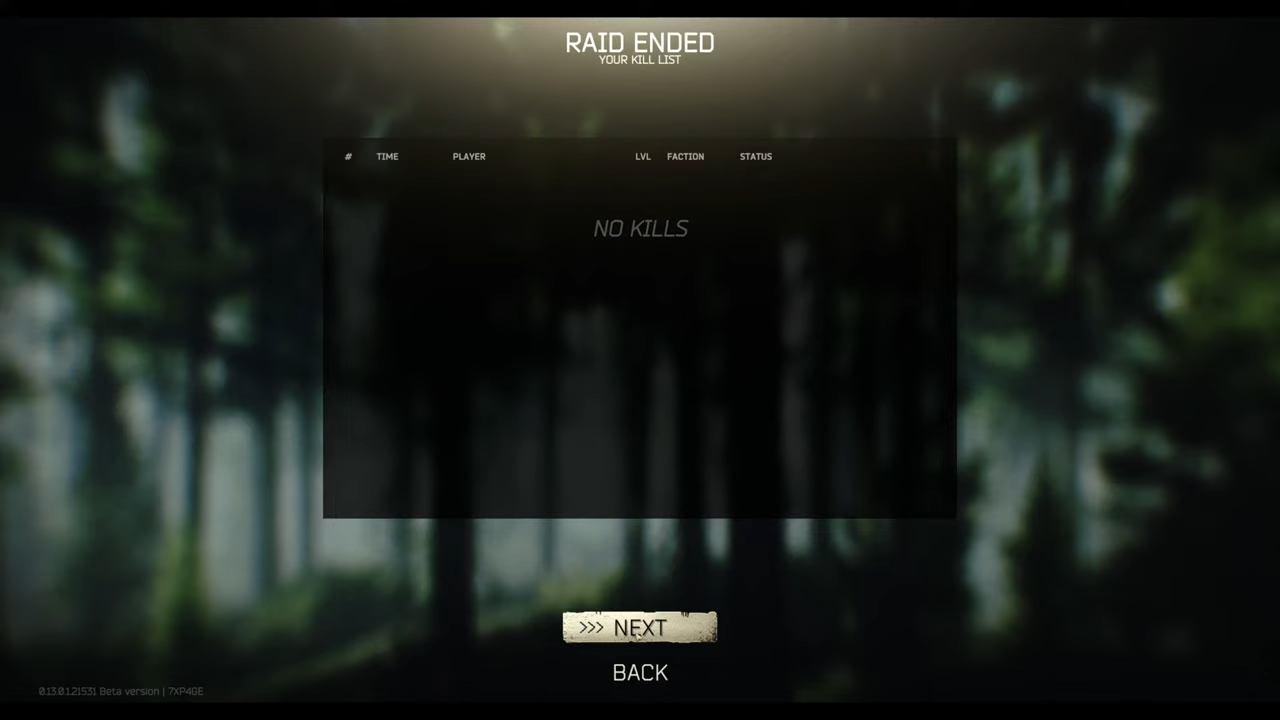 RAID ENDED
YOUR KILL LIST
# TIME PLAYER LVL FACTION STATUS
NO KILLS
>>> NEXT
BACK
0.13.0.1.21531 Beta version | 7XP4GE